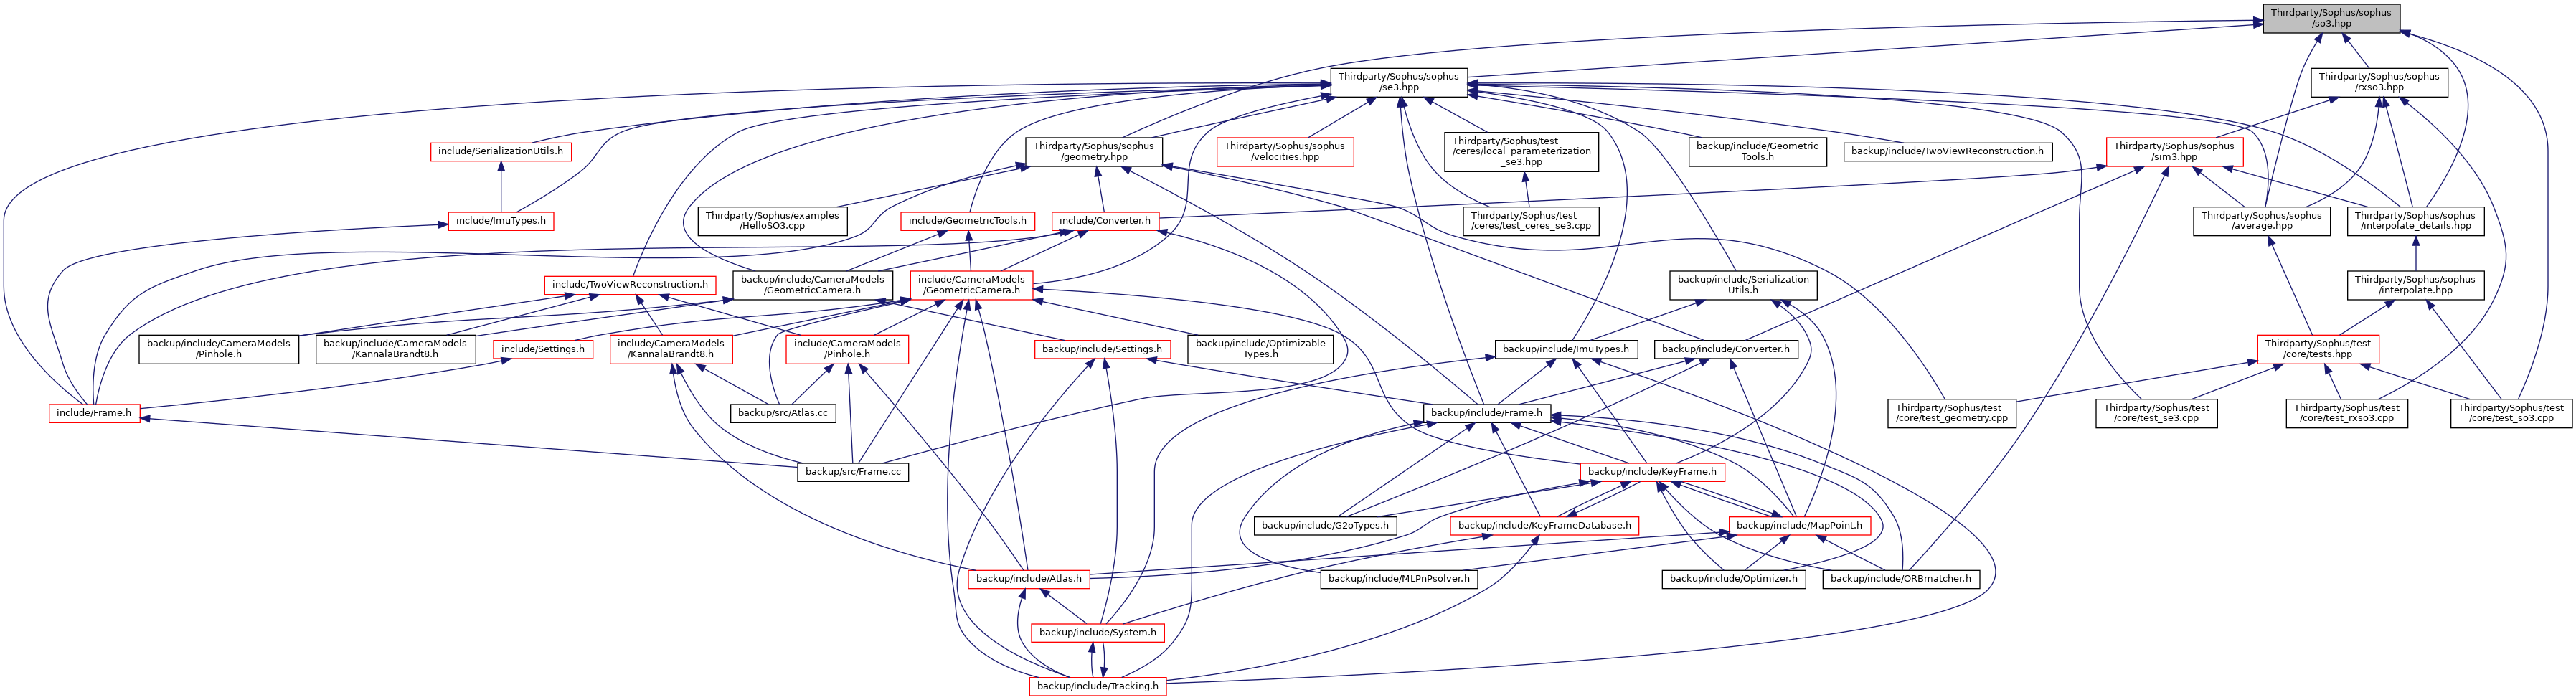 Thirdparty/Sophus/sophus
/so3.hpp
Thirdparty/Sophus/sophus
/se3.hpp
Thirdparty/Sophus/sophus
/rxso3.hpp
include/SerializationUtils.h
Thirdparty/Sophus/sophus
/geometry.hpp
Thirdparty/Sophus/sophus
/velocities.hpp
Thirdparty/Sophus/test
/ceres/local_parameterization
_se3.hpp
backup/include/Geometric
Tools.h
backup/include/TwoViewReconstruction.h
Thirdparty/Sophus/sophus
/sim3.hpp
include/ImuTypes.h
Thirdparty/Sophus/examples
/HelloSO3.cpp
include/GeometricTools.h
include/Converter.h
Thirdparty/Sophus/test
/ceres/test_ceres_se3.cpp
Thirdparty/Sophus/sophus
/average.hpp
Thirdparty/Sophus/sophus
/interpolate_details.hpp
include/TwoViewReconstruction.h
backup/include/CameraModels
/GeometricCamera.h
include/CameraModels
/GeometricCamera.h
backup/include/Serialization
Utils.h
Thirdparty/Sophus/sophus
/interpolate.hpp
backup/include/CameraModels
/Pinhole.h
backup/include/CameraModels
/KannalaBrandt8.h
include/Settings.h
include/CameraModels
/KannalaBrandt8.h
include/CameraModels
/Pinhole.h
backup/include/Settings.h
backup/include/Optimizable
Types.h
backup/include/ImuTypes.h
backup/include/Converter.h
Thirdparty/Sophus/test
/core/tests.hpp
include/Frame.h
backup/src/Atlas.cc
backup/include/Frame.h
Thirdparty/Sophus/test
/core/test_geometry.cpp
Thirdparty/Sophus/test
/core/test_se3.cpp
Thirdparty/Sophus/test
/core/test_rxso3.cpp
Thirdparty/Sophus/test
/core/test_so3.cpp
backup/src/Frame.cc
backup/include/KeyFrame.h
backup/include/G2oTypes.h
backup/include/KeyFrameDatabase.h
backup/include/MapPoint.h
backup/include/Atlas.h
backup/include/MLPnPsolver.h
backup/include/Optimizer.h
backup/include/ORBmatcher.h
backup/include/System.h
backup/include/Tracking.h